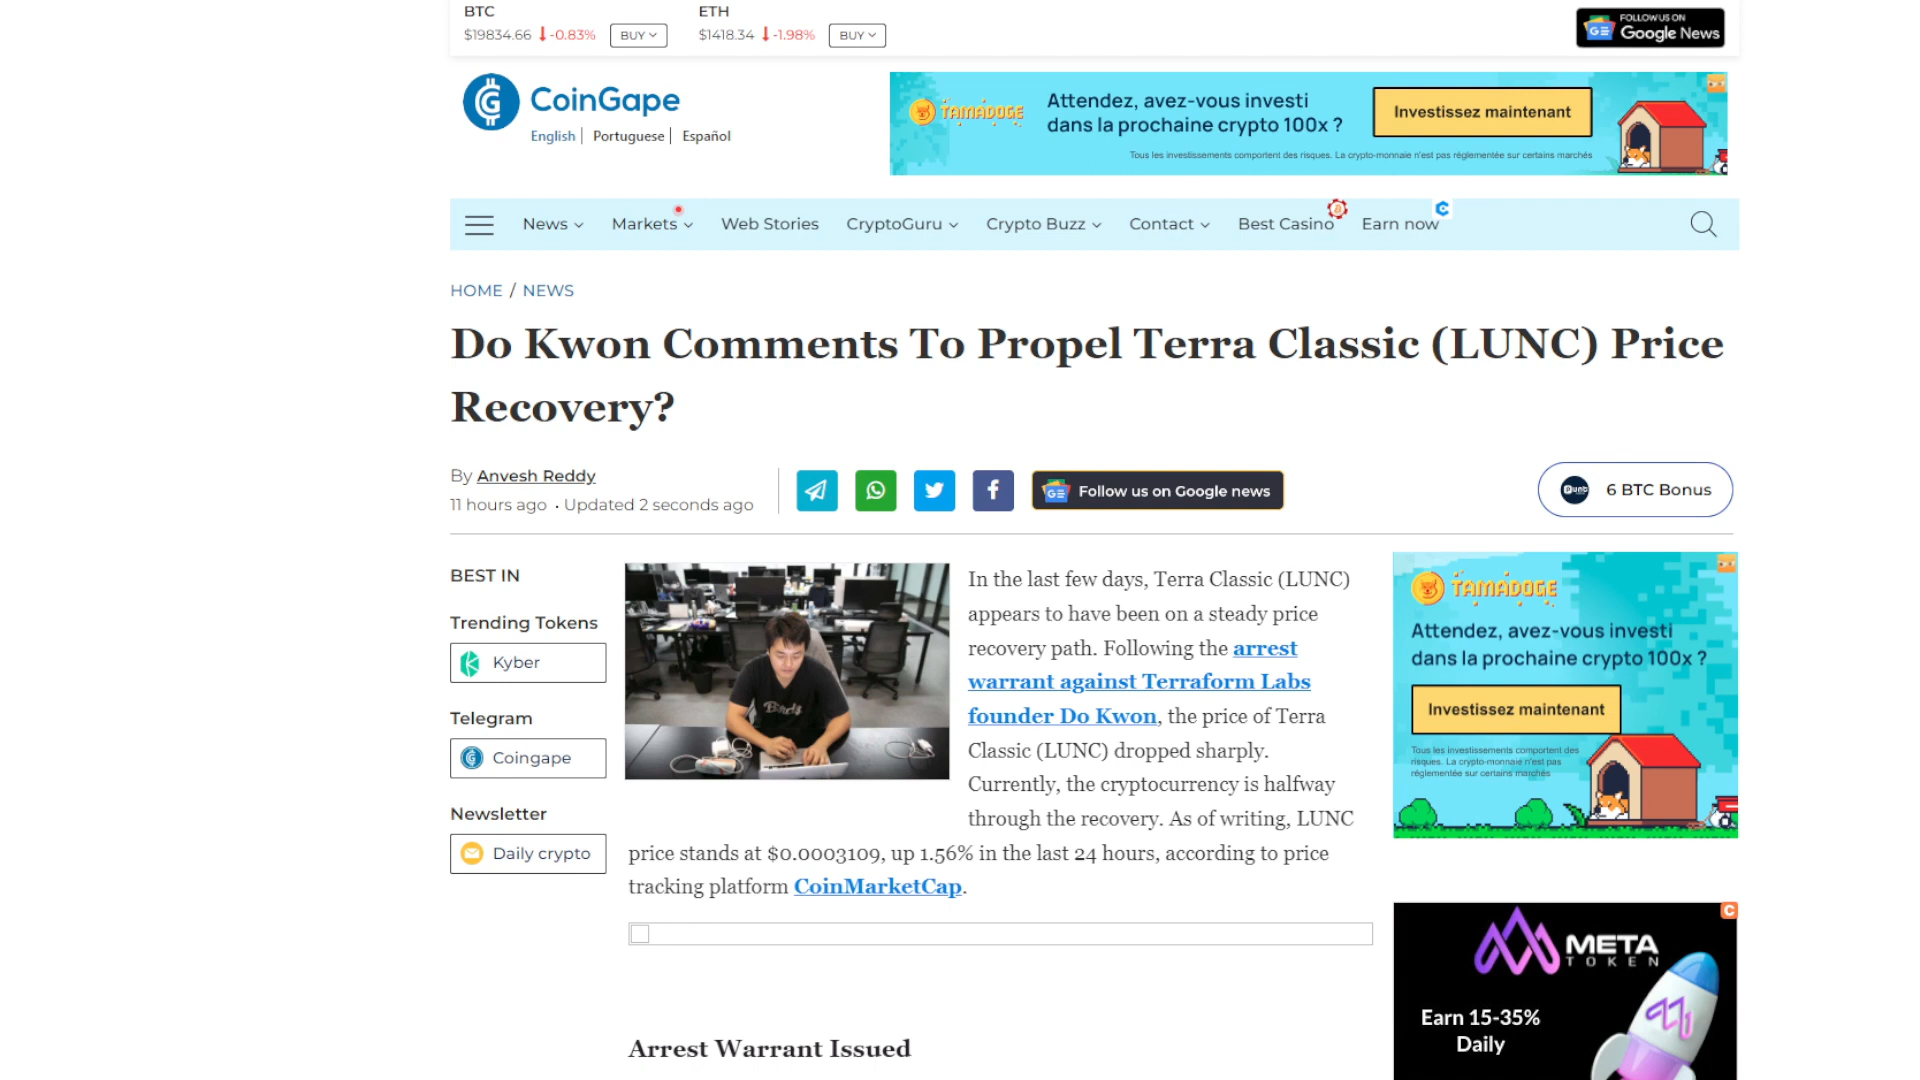 BTC
$19834.66 -0.83% BUY
ETH
$1418.34 -1.98% BUY
FOLLOW US ON
Google News
CoinGape
English Portuguese Español
TAMADOGE
Attendez, avez-vous investi
dans la prochaine crypto 100x ?
Investissez maintenant
Tous les investissements comportent des risques. La crypto-monnaie n'est pas réglementée sur certains marchés
News Markets Web Stories CryptoGuru Crypto Buzz Contact Best Casino Earn now
HOME / NEWS
Do Kwon Comments To Propel Terra Classic (LUNC) Price
Recovery?
By Anvesh Reddy
11 hours ago · Updated 2 seconds ago
Follow us on Google news
6 BTC Bonus
BEST IN
Trending Tokens
Kyber
Telegram
Coingape
Newsletter
Daily crypto
In the last few days, Terra Classic (LUNC)
appears to have been on a steady price
recovery path. Following the arrest
warrant against Terraform Labs
founder Do Kwon, the price of Terra
Classic (LUNC) dropped sharply.
Currently, the cryptocurrency is halfway
through the recovery. As of writing, LUNC
price stands at $0.0003109, up 1.56% in the last 24 hours, according to price
tracking platform CoinMarketCap.
Arrest Warrant Issued
TAMADOGE
Attendez, avez-vous investi
dans la prochaine crypto 100x ?
Investissez maintenant
Tous les investissements comportent des
risques. La crypto-monnaie n'est pas
réglementée sur certains marchés
META
TOKEN
Earn 15-35%
Daily